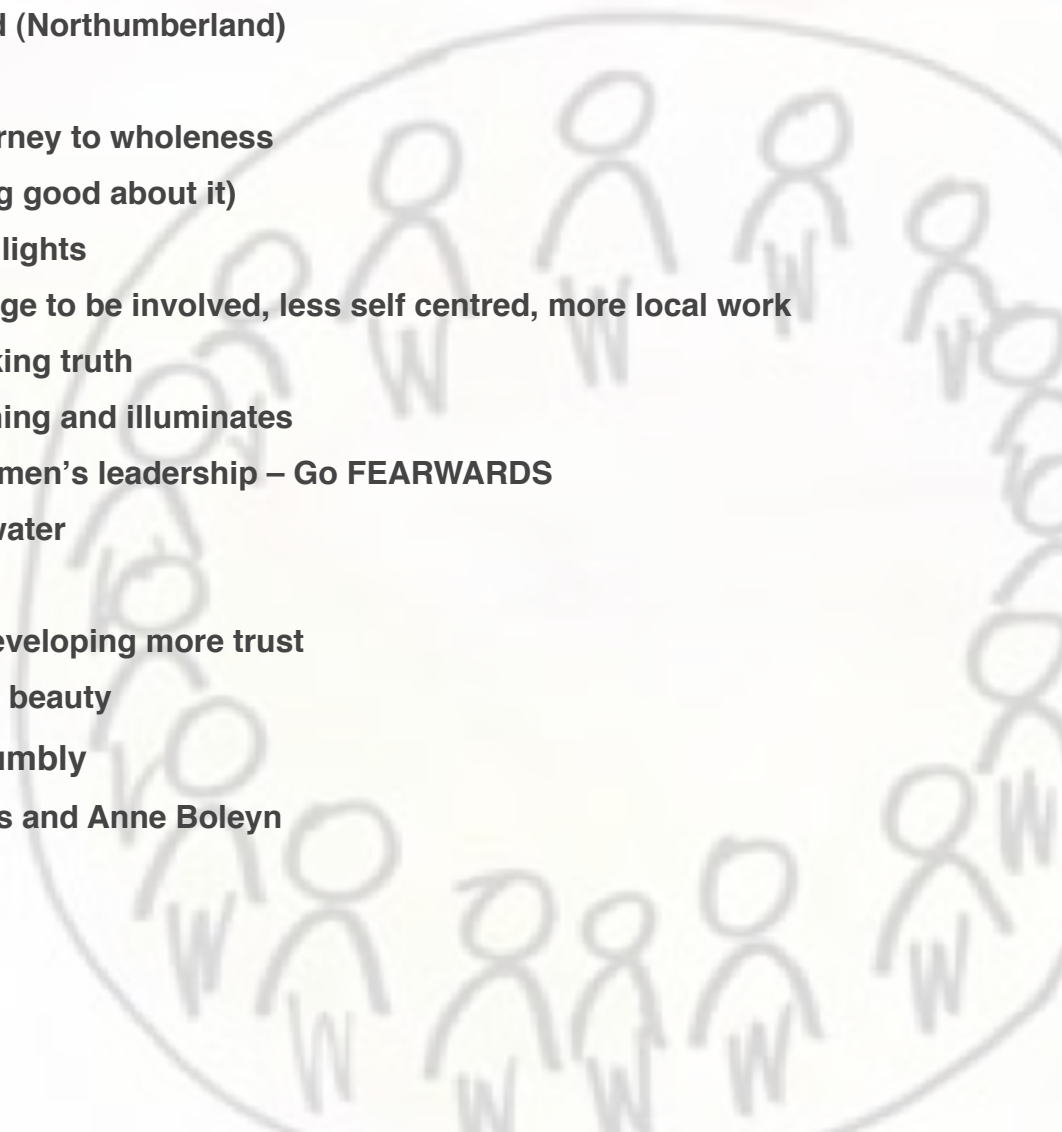 d (Northumberland)
rney to wholeness
g good about it)
lights
ge to be involved, less self centred, more local work
king truth
ning and illuminates
men’s leadership – Go FEARWARDS
vater
eveloping more trust
beauty
umbly
s and Anne Boleyn